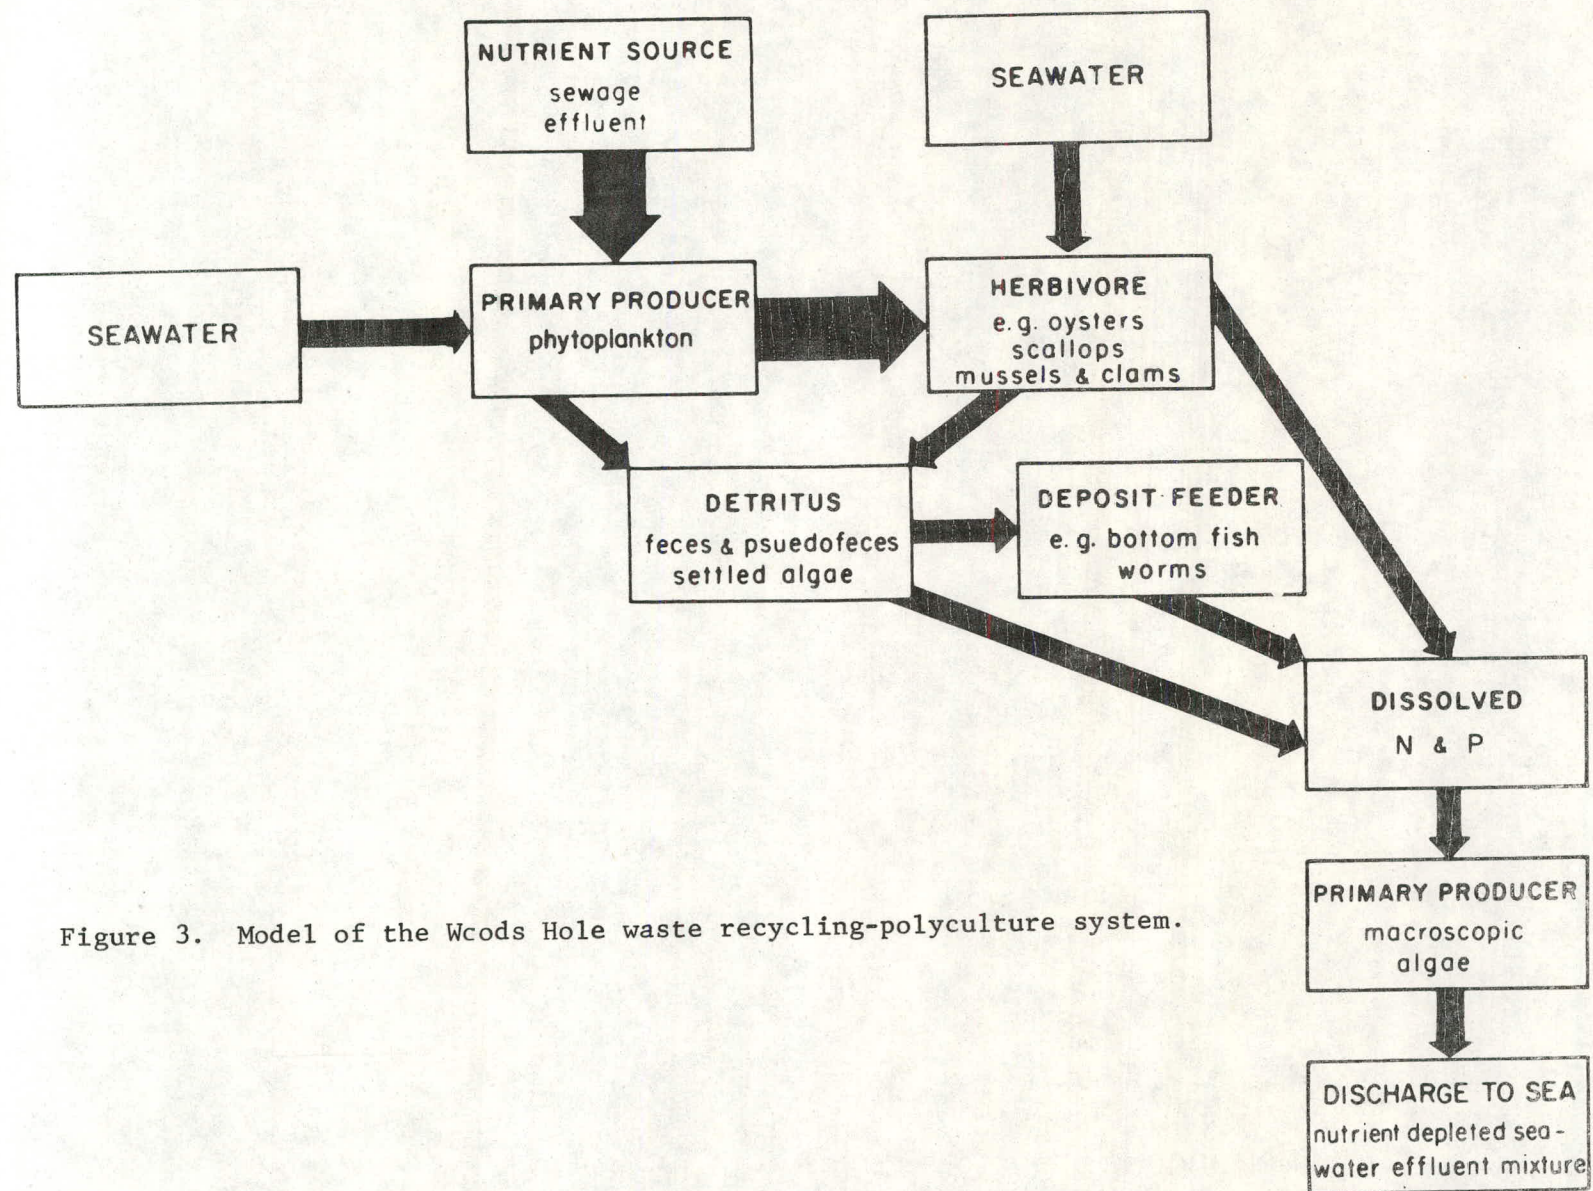 NUTRIENT SOURCE
sewage
effluent
SEAWATER
SEAWATER
PRIMARY PRODUCER
phytoplankton
HERBIVORE
e.g. oysters
scallops
mussels & clams
DETRITUS
feces & psuedofeces
settled algae
DEPOSIT FEEDER
e.g. bottom fish
worms
DISSOLVED
N & P
PRIMARY PRODUCER
macroscopic
algae
DISCHARGE TO SEA
nutrient depleted sea-
water effluent mixture
Figure 3. Model of the Wcods Hole waste recycling-polyculture system.